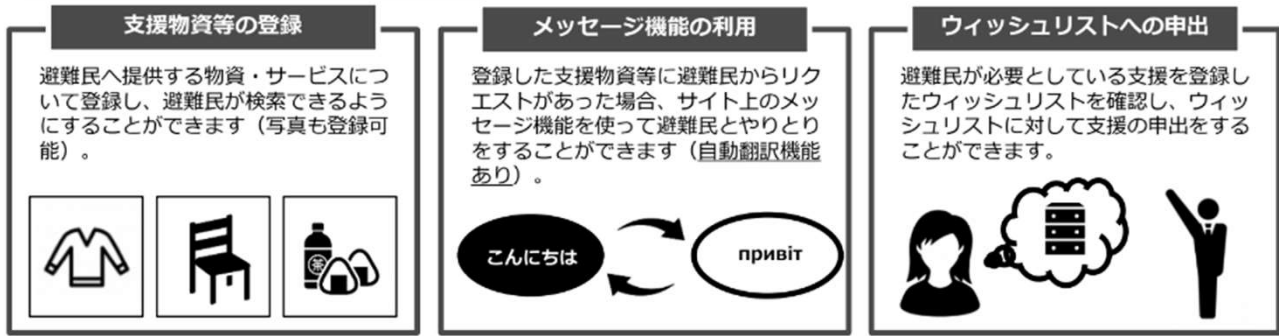 支援物資等の登録
避難民へ提供する物資・サービスにつ
いて登録し、避難民が検索できるよう
にすることができます（写真も登録可
能）。
茶
メッセージ機能の利用
登録した支援物資等に避難民からリク
エストがあった場合、サイト上のメッ
セージ機能を使って避難民とやりとり
をすることができます（自動翻訳機能
あり）。
こんにちは
привіт
ウィッシュリストへの申出
避難民が必要としている支援を登録し
たウィッシュリストを確認し、ウィッ
シュリストに対して支援の申出をする
ことができます。